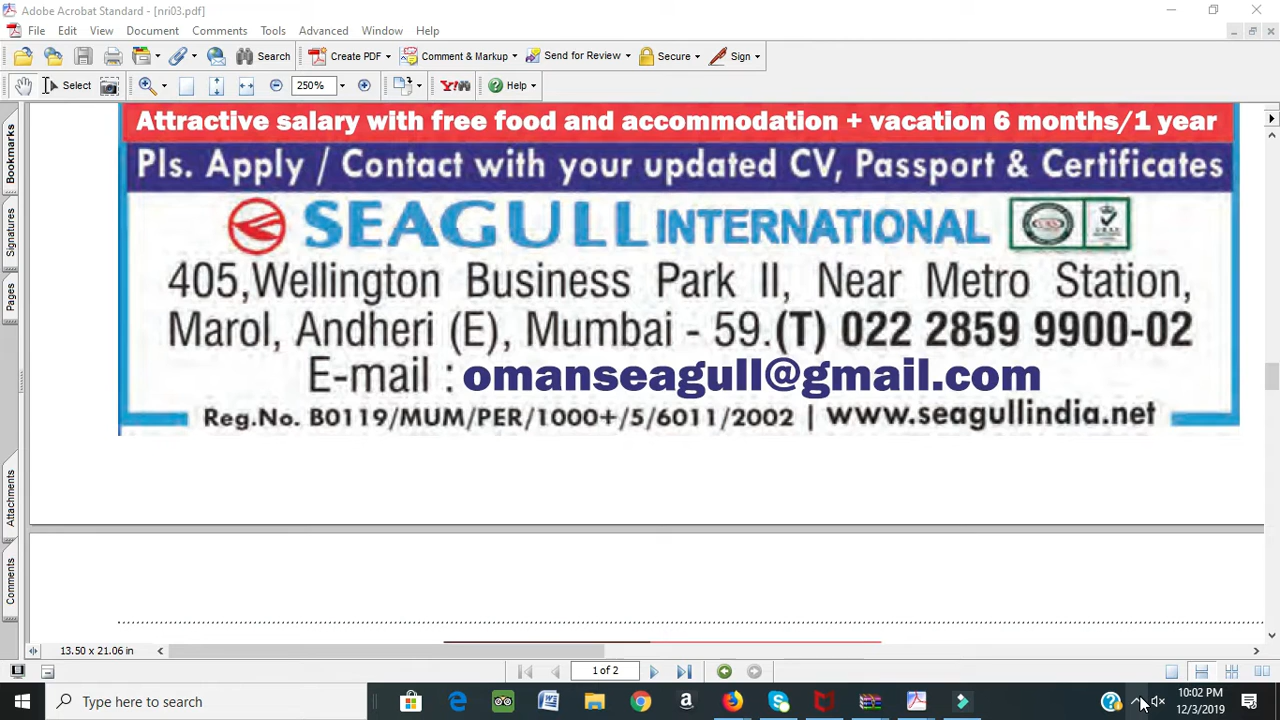 Adobe Acrobat Standard - [nri03.pdf]
File Edit View Document Comments Tools Advanced Window Help
Search Create PDF Comment & Markup Send for Review Secure Sign
Select 250% Y! Help
Bookmarks
Signatures
Pages
Attachments
Comments
Attractive salary with free food and accommodation + vacation 6 months/1 year
Pls. Apply / Contact with your updated CV, Passport & Certificates
SEAGULL INTERNATIONAL
405,Wellington Business Park II, Near Metro Station,
Marol, Andheri (E), Mumbai - 59.(T) 022 2859 9900-02
E-mail : omanseagull@gmail.com
Reg.No. B0119/MUM/PER/1000+/5/6011/2002 | www.seagullindia.net
13.50 x 21.06 in
1 of 2
Type here to search
10:02 PM
12/3/2019